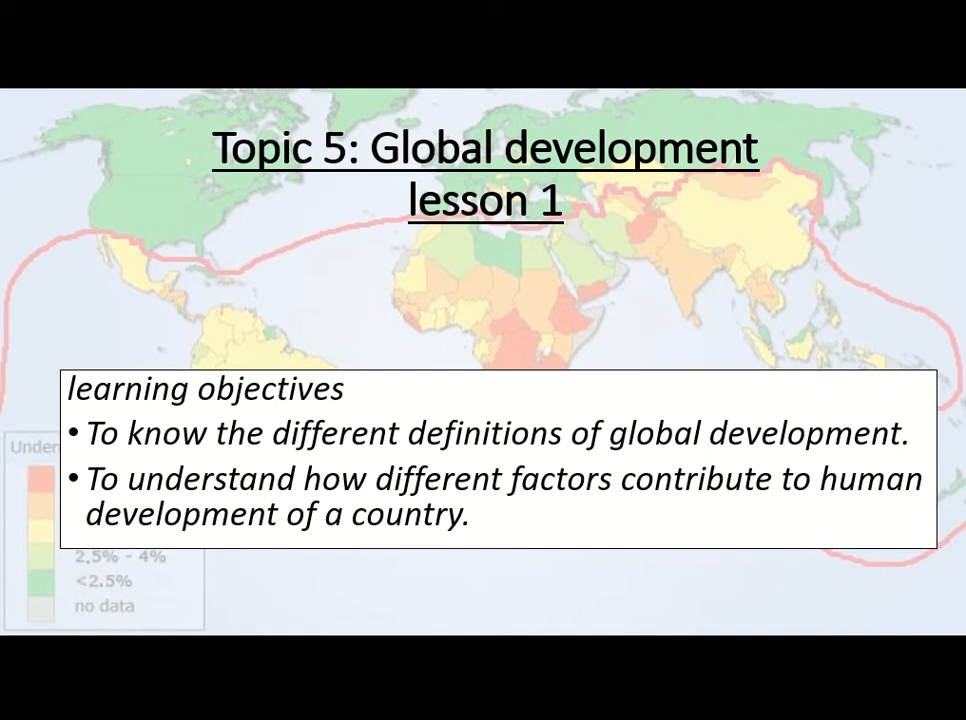 Topic 5: Global development
lesson 1
learning objectives
• To know the different definitions of global development.
• To understand how different factors contribute to human
development of a country.
Under
2,5% - 4%
<2.5%
no data